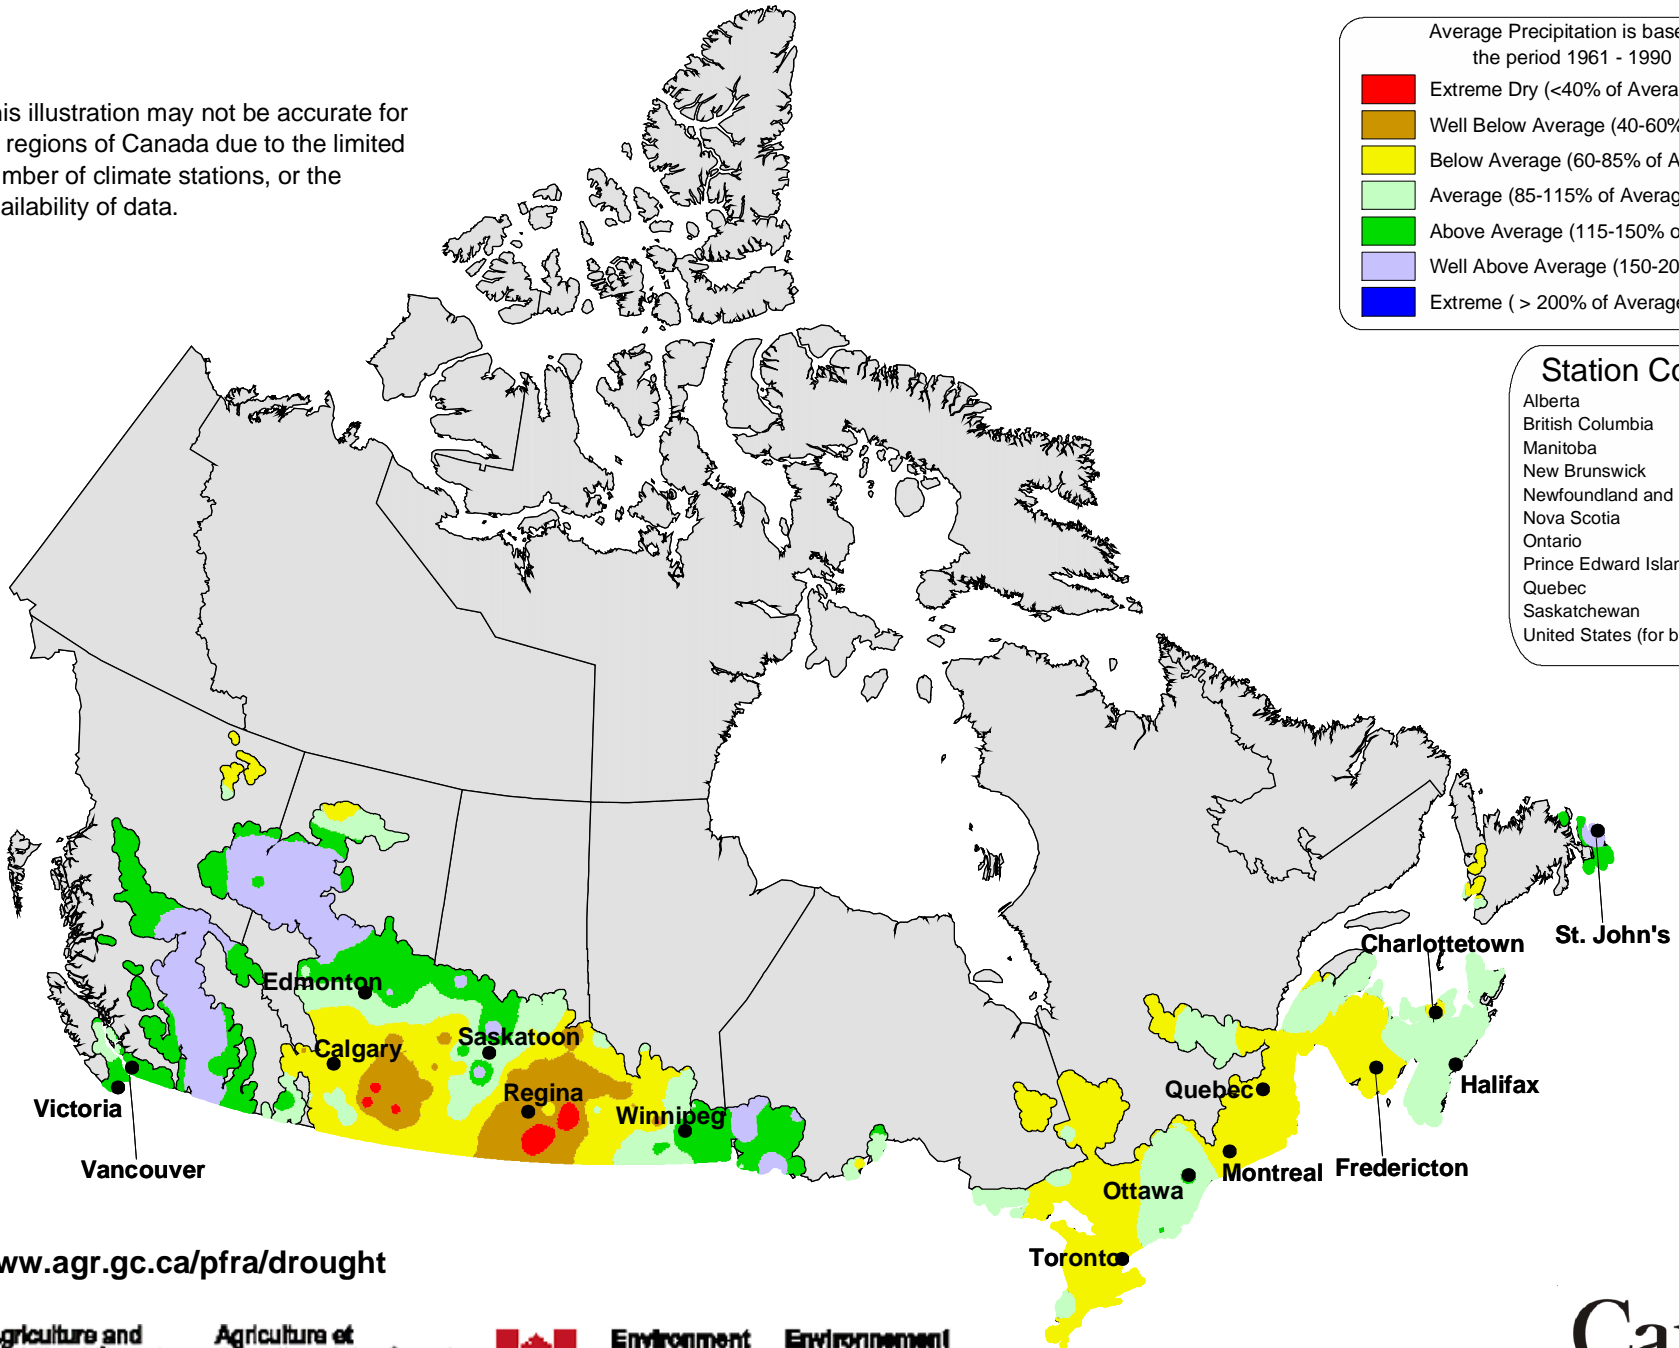 his illustration may not be accurate for
regions of Canada due to the limited
mber of climate stations, or the
ailability of data.
Average Precipitation is base
the period 1961 - 1990
Extreme Dry (<40% of Avera
Well Below Average (40-60%
Below Average (60-85% of A
Average (85-115% of Average
Above Average (115-150% o
Well Above Average (150-20
Extreme ( > 200% of Average
Station Co
Alberta
British Columbia
Manitoba
New Brunswick
Newfoundland and
Nova Scotia
Ontario
Prince Edward Islan
Quebec
Saskatchewan
United States (for b
St. John's
Charlottetown
Edmonton
Saskatoon
Calgary
Regina
Winnipeg
Victoria
Vancouver
Quebec
Halifax
Montreal
Fredericton
Ottawa
Toronto
ww.agr.gc.ca/pfra/drought
griculture and
Agriculture et
Environment
Environnement
Can